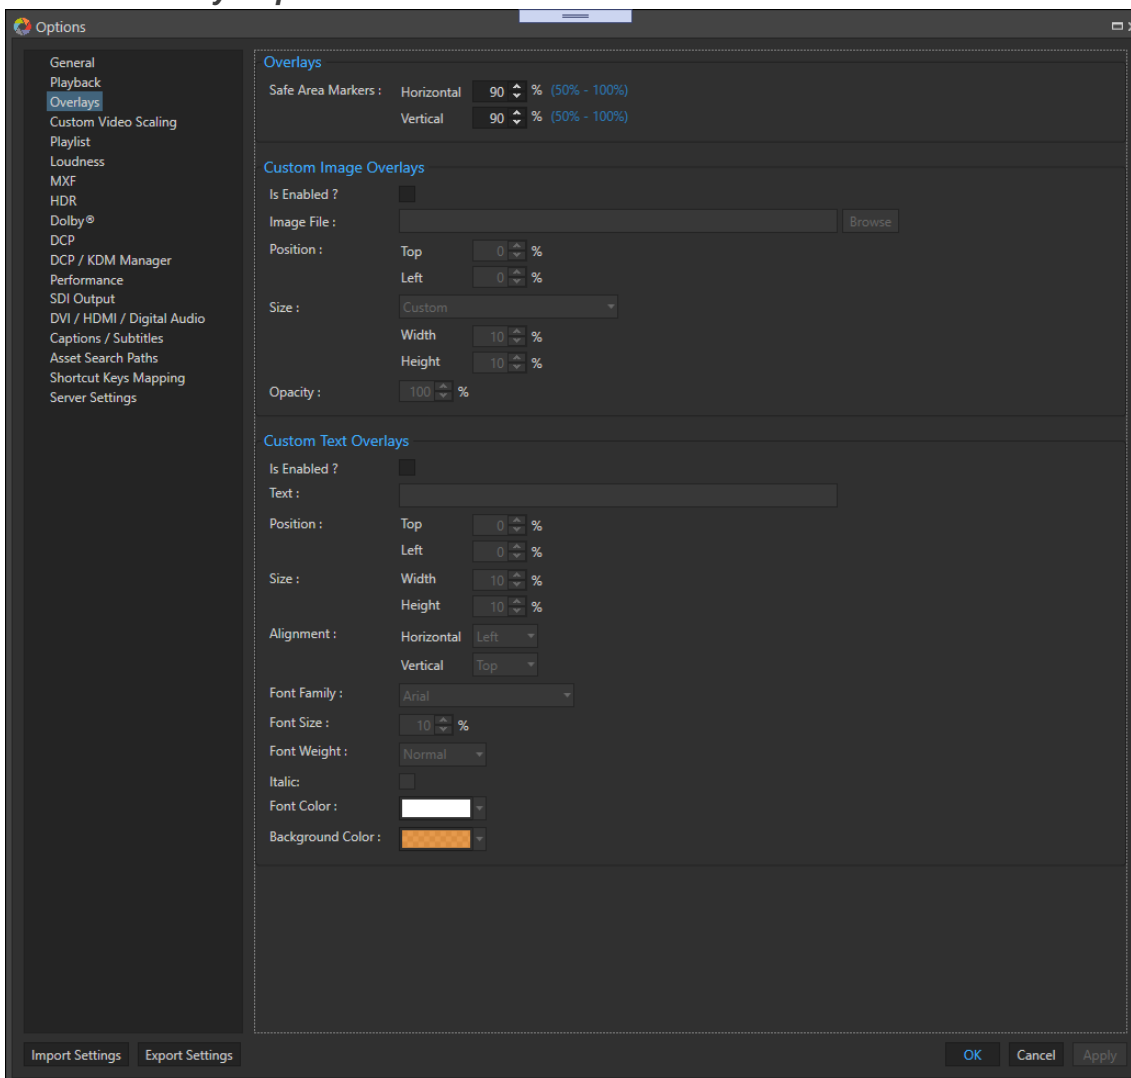 Options
General
Playback
Overlays
Custom Video Scaling
Playlist
Loudness
MXF
HDR
Dolby®
DCP
DCP / KDM Manager
Performance
SDI Output
DVI / HDMI / Digital Audio
Captions / Subtitles
Asset Search Paths
Shortcut Keys Mapping
Server Settings
Overlays
Safe Area Markers : Horizontal 90 % (50% - 100%)
Vertical 90 % (50% - 100%)
Custom Image Overlays
Is Enabled ?
Image File : Browse
Position : Top 0 %
Left 0 %
Size : Custom
Width 10 %
Height 10 %
Opacity : 100 %
Custom Text Overlays
Is Enabled ?
Text :
Position : Top 0 %
Left 0 %
Size : Width 10 %
Height 10 %
Alignment : Horizontal Left
Vertical Top
Font Family : Arial
Font Size : 10 %
Font Weight : Normal
Italic:
Font Color :
Background Color :
Import Settings Export Settings OK Cancel Apply